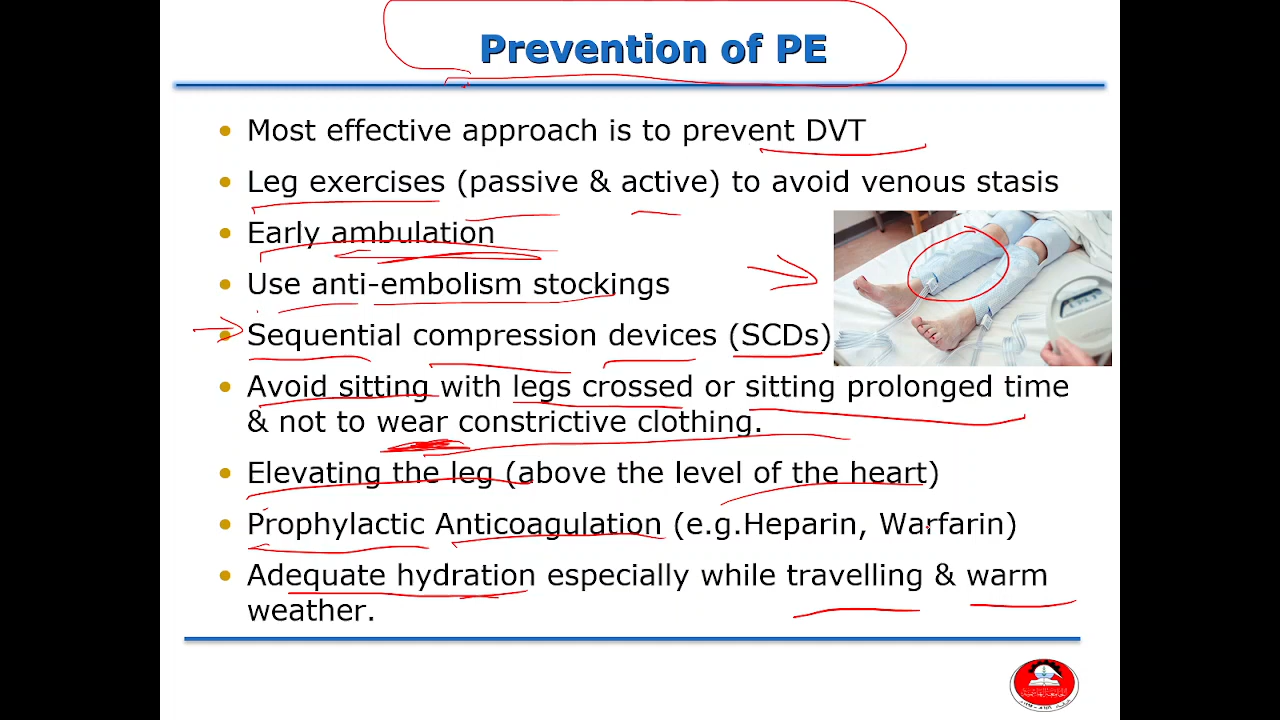 Prevention of PE
• Most effective approach is to prevent DVT
• Leg exercises (passive & active) to avoid venous stasis
• Early ambulation
• Use anti-embolism stockings
• Sequential compression devices (SCDs)
• Avoid sitting with legs crossed or sitting prolonged time
& not to wear constrictive clothing.
• Elevating the leg (above the level of the heart)
• Prophylactic Anticoagulation (e.g.Heparin, Warfarin)
• Adequate hydration especially while travelling & warm
weather.